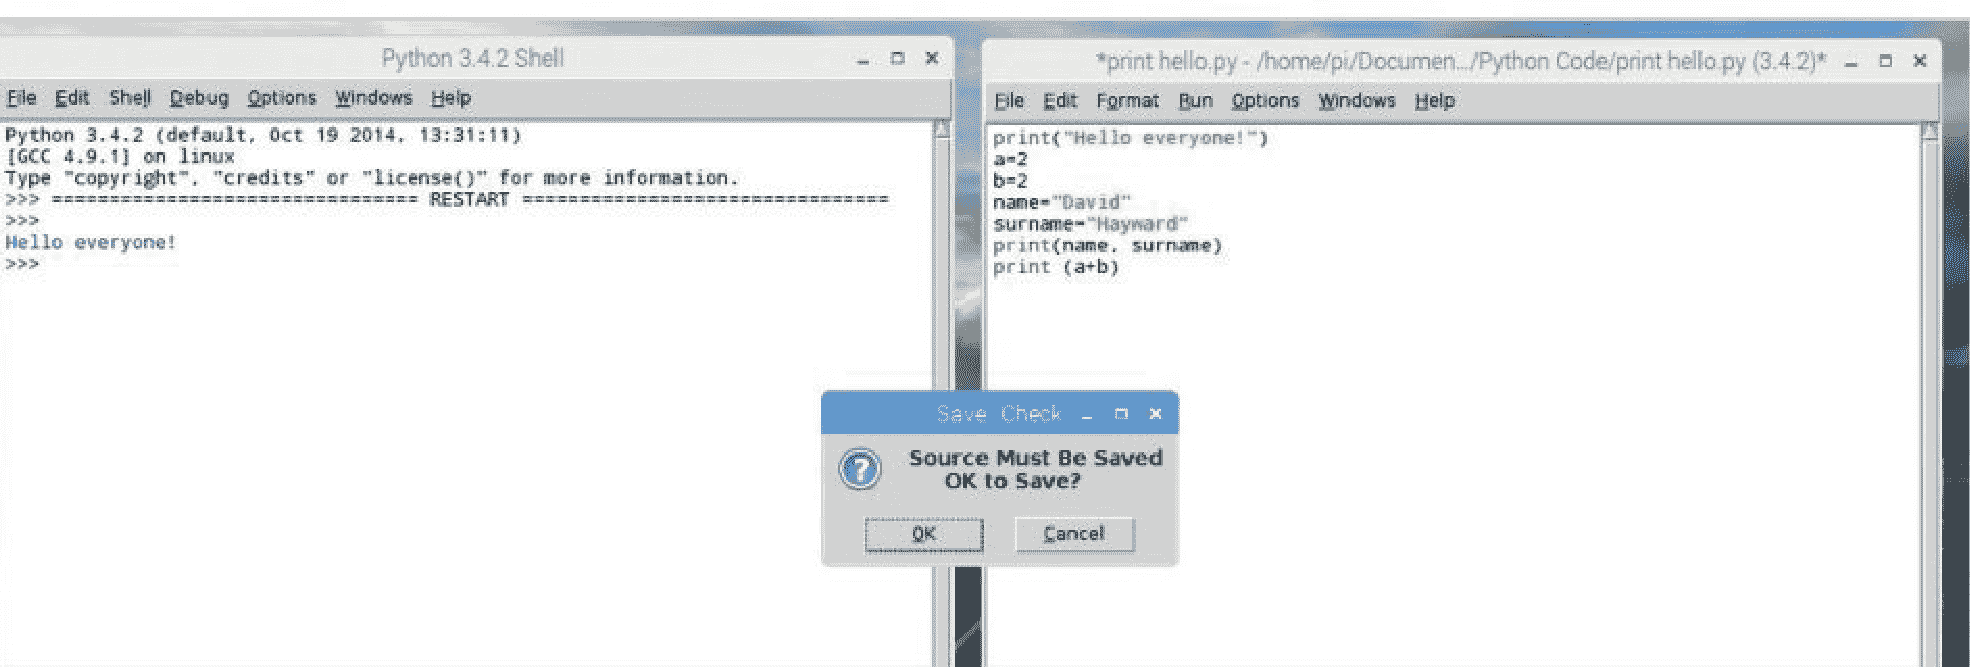 Python 3.4.2 Shell
File Edit Shell Debug Options Windows Help
Python 3.4.2 (default, Oct 19 2014, 13:31:11)
[GCC 4.9.1] on linux
Type "copyright", "credits" or "license()" for more information.
>>> ================================ RESTART ================================
>>>
Hello everyone!
>>>
*print hello.py - /home/pi/Documen.../Python Code/print hello.py (3.4.2)*
File Edit Format Run Options Windows Help
print("Hello everyone!")
a=2
b=2
name="David"
surname="Hayward"
print(name, surname)
print (a+b)
Save Check
Source Must Be Saved
OK to Save?
OK Cancel